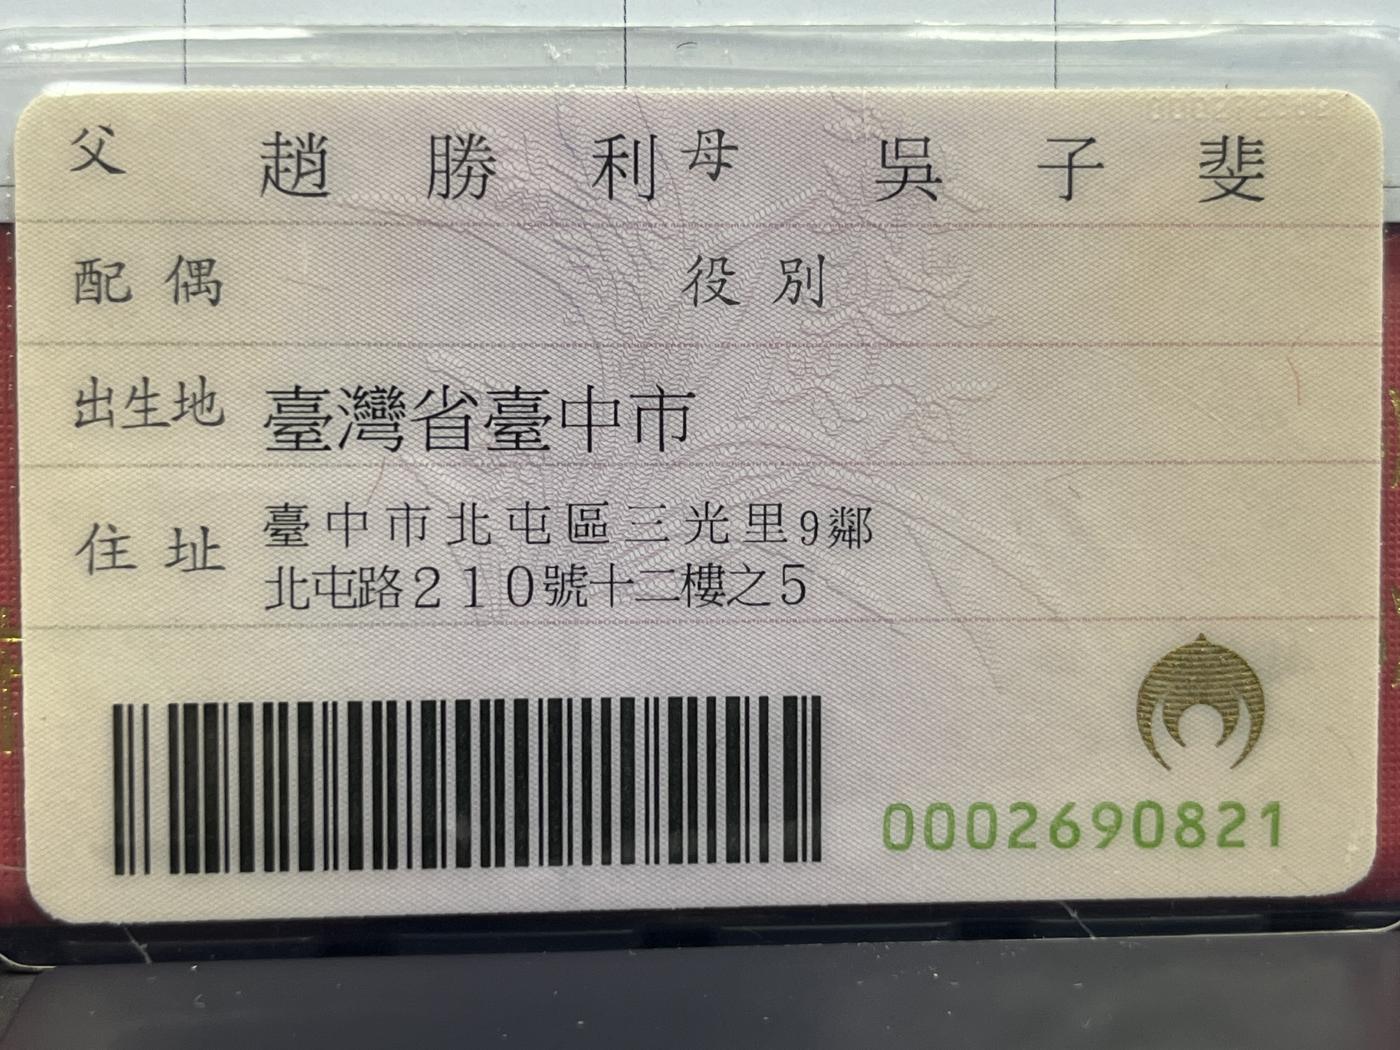 父 趙勝利 母 吳子斐
配偶 役別
出生地 臺灣省臺中市
住址 臺中市北屯區三光里9鄰
北屯路210號十二樓之5
0002690821